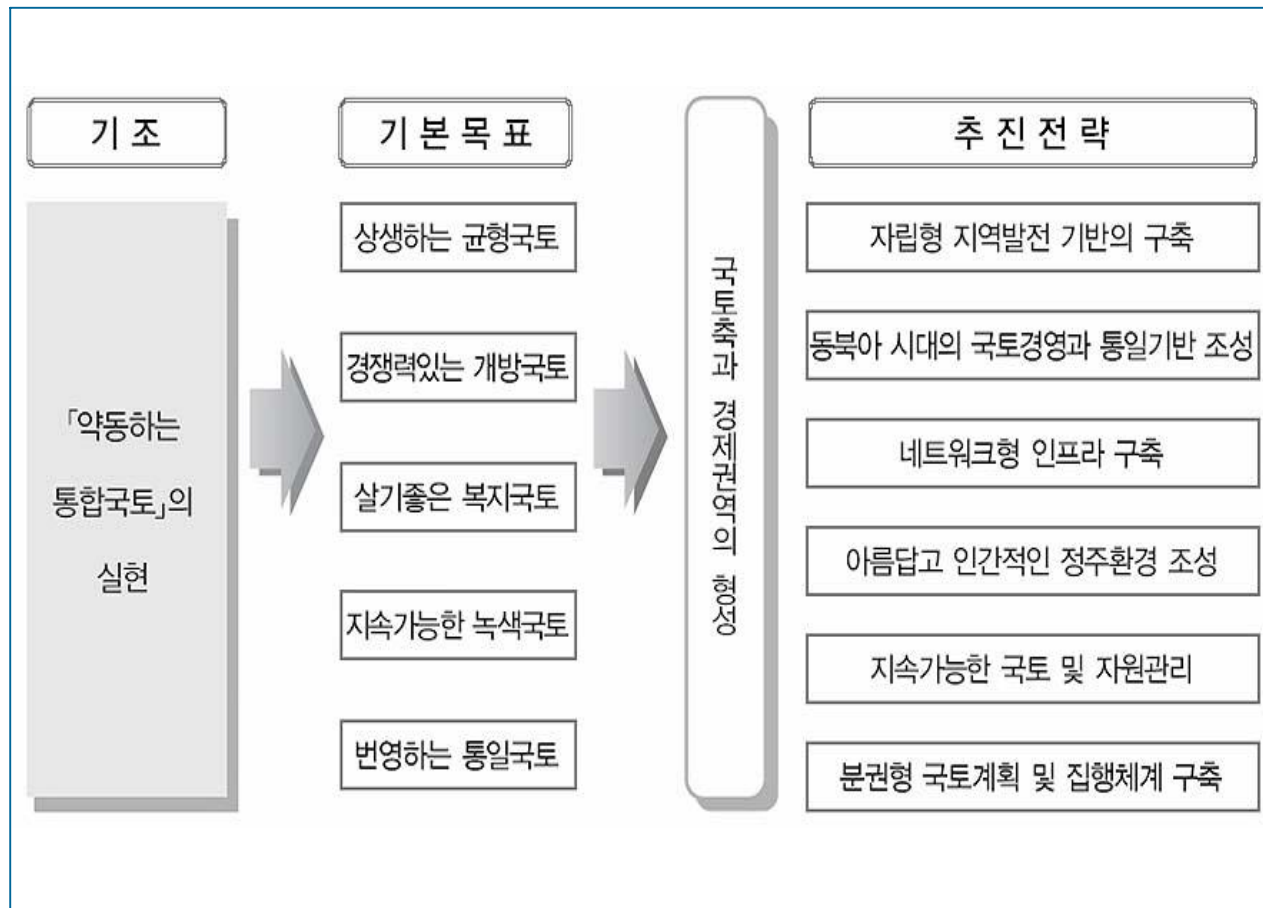 기조
「약동하는
통합국토」의
실현
기본목표
상생하는 균형국토
경쟁력있는 개방국토
살기좋은 복지국토
지속가능한 녹색국토
번영하는 통일국토
국토축과 경제권역의 형성
추진전략
자립형 지역발전 기반의 구축
동북아 시대의 국토경영과 통일기반 조성
네트워크형 인프라 구축
아름답고 인간적인 정주환경 조성
지속가능한 국토 및 자원관리
분권형 국토계획 및 집행체계 구축